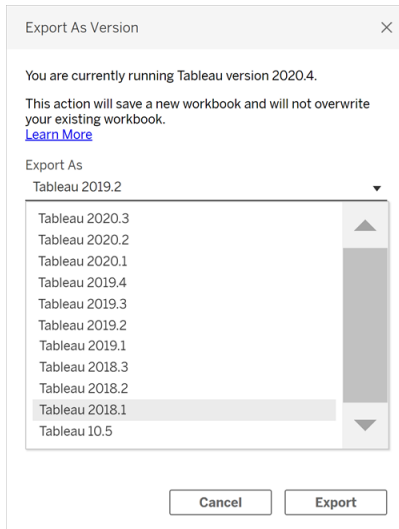 Export As Version
You are currently running Tableau version 2020.4.
This action will save a new workbook and will not overwrite
your existing workbook.
Learn More
Export As
Tableau 2019.2
Tableau 2020.3
Tableau 2020.2
Tableau 2020.1
Tableau 2019.4
Tableau 2019.3
Tableau 2019.2
Tableau 2019.1
Tableau 2018.3
Tableau 2018.2
Tableau 2018.1
Tableau 10.5
Cancel Export